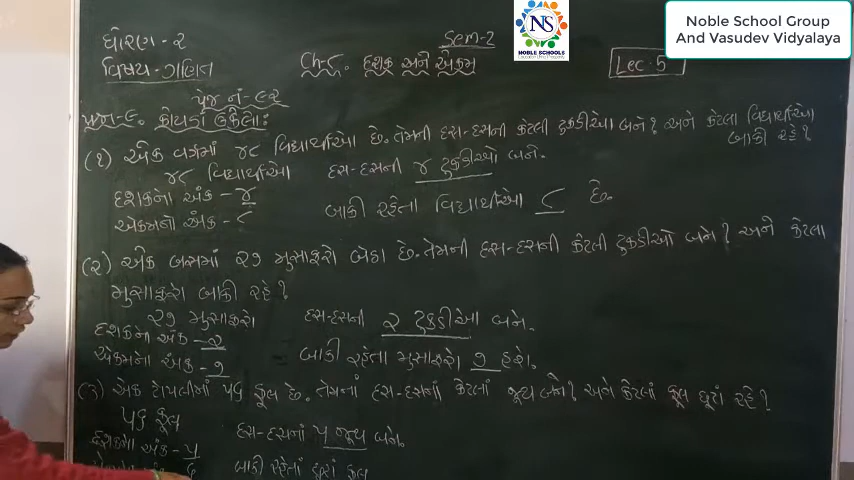 Noble School Group
And Vasudev Vidyalaya
NS
NOBLE SCHOOLS
ધોરણ - ૨
Sem-2
વિષય - ગણિત
Ch-૮. દશક અને એકમ
Lec - 5
પેજ નં - ૯૨
પ્રશ્ન-૯. કોયડા ઉકેલો :
(૧) એક વર્ગમાં ૪૮ વિદ્યાર્થીઓ છે. તેમની દસ-દસની કેટલી ટુકડીઓ બને? અને કેટલા વિદ્યાર્થીઓ
બાકી રહે?
૪૮ વિદ્યાર્થીઓ દસ-દસની ૪ ટુકડીઓ બને.
દશકનો અંક - ૪
એકમનો અંક - ૮ બાકી રહેતા વિદ્યાર્થીઓ ૮ છે.
(૨) એક બસમાં ૨૭ મુસાફરો બેઠા છે. તેમની દસ-દસની કેટલી ટુકડીઓ બને? અને કેટલા
મુસાફરો બાકી રહે?
૨૭ મુસાફરો દસ-દસની ૨ ટુકડીઓ બને.
દશકનો અંક - ૨
એકમનો અંક - ૭ બાકી રહેતા મુસાફરો ૭ હશે.
(૩) એક ટોપલીમાં ૫૬ ફૂલ છે. તેમનાં દસ-દસનાં કેટલાં જૂથ બને? અને કેટલાં ફૂલ છૂટાં રહે?
૫૬ ફૂલ
દશકનો અંક - ૫ દસ-દસનાં ૫ જૂથ બને.
૬ બાકી રહેતાં છૂટાં ફૂલ